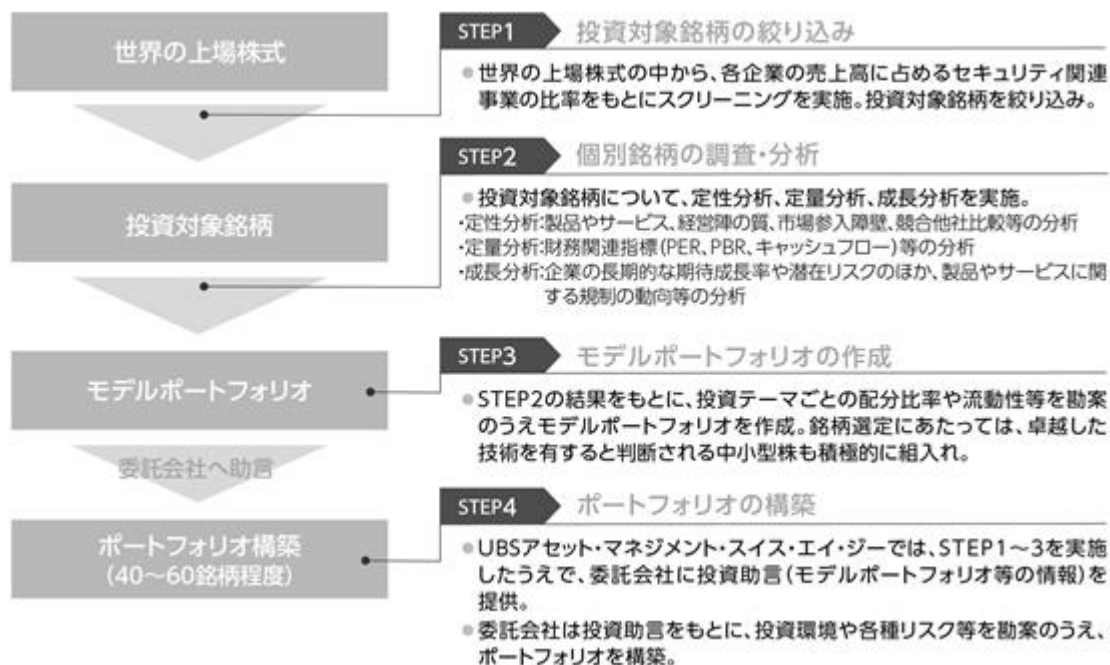 世界の上場株式
STEP1 投資対象銘柄の絞り込み
●世界の上場株式の中から、各企業の売上高に占めるセキュリティ関連
事業の比率をもとにスクリーニングを実施。投資対象銘柄を絞り込み。
投資対象銘柄
STEP2 個別銘柄の調査・分析
●投資対象銘柄について、定性分析、定量分析、成長分析を実施。
・定性分析:製品やサービス、経営陣の質、市場参入障壁、競合他社比較等の分析
・定量分析:財務関連指標(PER、PBR、キャッシュフロー)等の分析
・成長分析:企業の長期的な期待成長率や潜在リスクのほか、製品やサービスに関
する規制の動向等の分析
モデルポートフォリオ
STEP3 モデルポートフォリオの作成
●STEP2の結果をもとに、投資テーマごとの配分比率や流動性等を勘案
のうえモデルポートフォリオを作成。銘柄選定にあたっては、卓越した
技術を有すると判断される中小型株も積極的に組入れ。
委託会社へ助言
ポートフォリオ構築
(40～60銘柄程度)
STEP4 ポートフォリオの構築
●UBSアセット・マネジメント・スイス・エイ・ジーでは、STEP1～3を実施
したうえで、委託会社に投資助言(モデルポートフォリオ等の情報)を
提供。
●委託会社は投資助言をもとに、投資環境や各種リスク等を勘案のうえ、
ポートフォリオを構築。